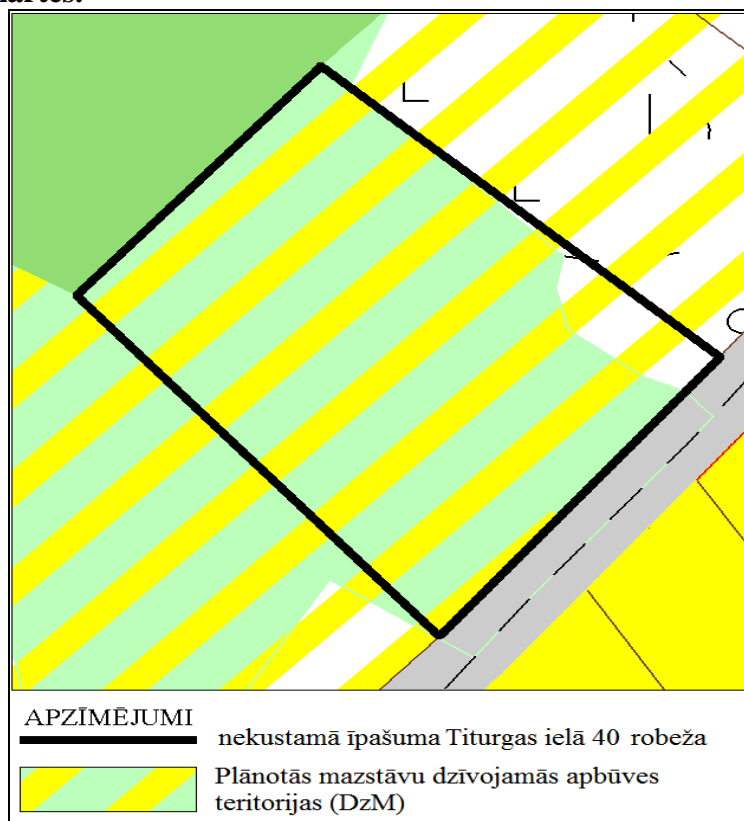 APZĪMĒJUMI
nekustamā īpašuma Titurgas ielā 40 robeža
Plānotās mazstāvu dzīvojamās apbūves
teritorijas (DzM)